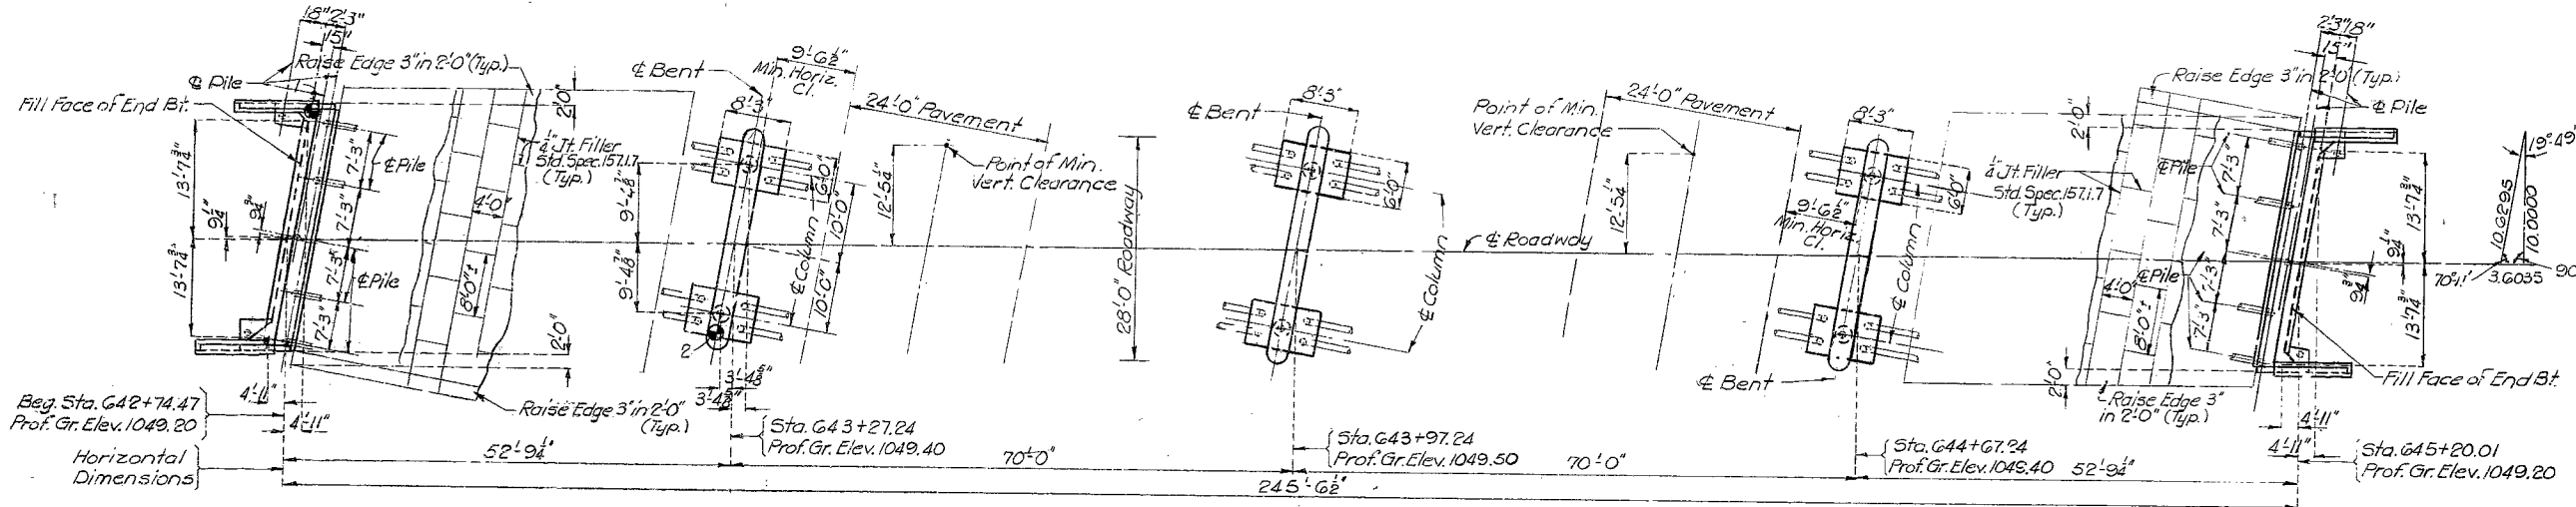 18" 2'-3"
15"
Raise Edge 3" in 2'-0" (Typ.)
℄ Pile
Fill Face of End Bt.
2'-0"
¼" Jt. Filler
Std. Spec. 157.1.7
(Typ.)
13'-7¾"
13'-7¾"
9¼"
9¾"
7'-3"
7'-3"
7'-3"
7'-3"
℄ Pile
℄ Pile
4'-0"
8'-0"±
2'-0"
4'-11"
4'-11"
Raise Edge 3" in 2'-0"
(Typ.)
Beg. Sta. 642+74.47
Prof. Gr. Elev. 1049.20
Horizontal
Dimensions
℄ Bent
9'-6½"
Min. Horiz.
Cl.
8'-3"
24'-0" Pavement
9'-4⅞"
9'-4⅞"
6'-0"
10'-0"
10'-0"
℄ Column
12'-5¼"
Point of Min.
Vert. Clearance
2
3'-4⅝"
3'-4⅝"
Sta. 643+27.24
Prof. Gr. Elev. 1049.40
28'-0" Roadway
℄ Bent
8'-3"
6'-0"
℄ Column
℄ Roadway
Sta. 643+97.24
Prof. Gr. Elev. 1049.50
Point of Min.
Vert. Clearance
24'-0" Pavement
12'-5¼"
9'-6½"
Min. Horiz.
Cl.
8'-3"
6'-0"
℄ Column
℄ Bent
Sta. 644+67.24
Prof. Gr. Elev. 1049.40
2'-3" 18"
15"
Raise Edge 3" in 2'-0" (Typ.)
℄ Pile
2'-0"
¼" Jt. Filler
Std. Spec. 157.1.7
(Typ.)
℄ Pile
7'-3"
7'-3"
7'-3"
7'-3"
℄ Pile
4'-0"
8'-0"±
2'-0"
Raise Edge 3"
in 2'-0" (Typ.)
13'-7¾"
13'-7¾"
9¼"
9¾"
Fill Face of End Bt.
4'-11"
4'-11"
Sta. 645+20.01
Prof. Gr. Elev. 1049.20
19°-49'
10.6295
10.0000
70°-11'
3.6035
90
52'-9¼"
70'-0"
70'-0"
52'-9¼"
245'-6½"